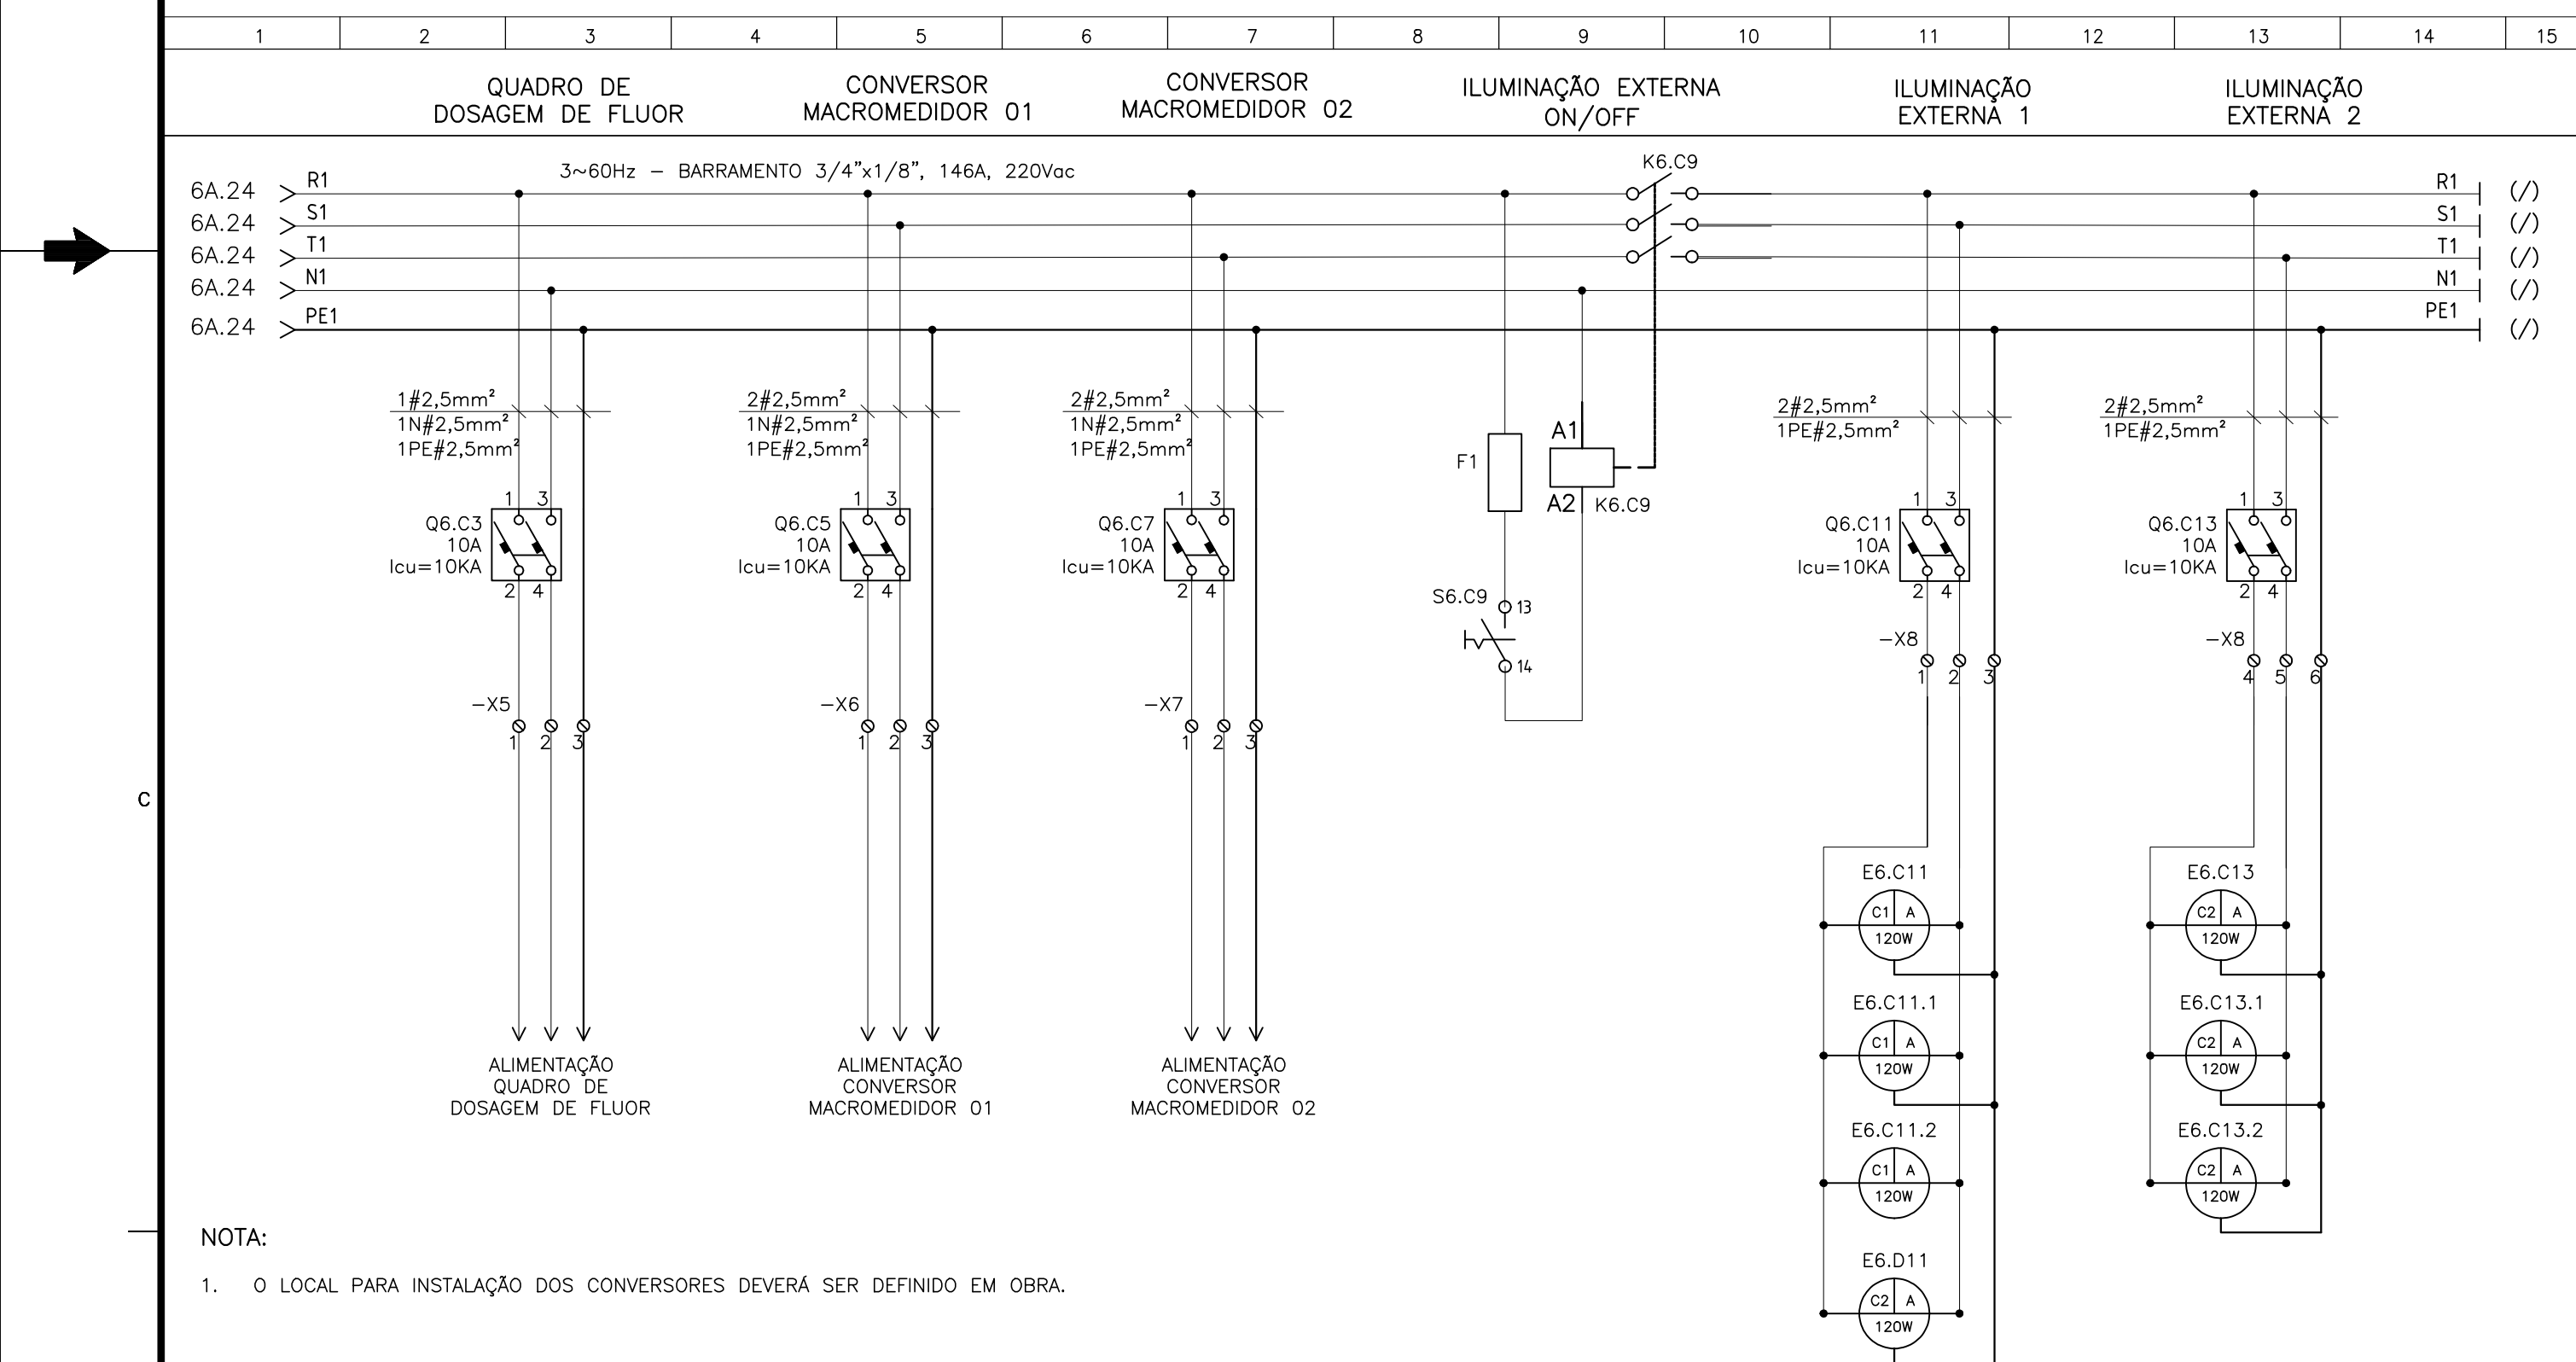 1 2 3 4 5 6 7 8 9 10 11 12 13 14 15
QUADRO DE
DOSAGEM DE FLUOR
CONVERSOR
MACROMEDIDOR 01
CONVERSOR
MACROMEDIDOR 02
ILUMINAÇÃO EXTERNA
ON/OFF
ILUMINAÇÃO
EXTERNA 1
ILUMINAÇÃO
EXTERNA 2
3~60Hz – BARRAMENTO 3/4"x1/8", 146A, 220Vac
K6.C9
6A.24 R1 R1 (/)
6A.24 S1 S1 (/)
6A.24 T1 T1 (/)
6A.24 N1 N1 (/)
6A.24 PE1 PE1 (/)
1#2,5mm²
1N#2,5mm²
1PE#2,5mm²
2#2,5mm²
1N#2,5mm²
1PE#2,5mm²
2#2,5mm²
1N#2,5mm²
1PE#2,5mm²
2#2,5mm²
1PE#2,5mm²
2#2,5mm²
1PE#2,5mm²
F1
A1
A2 K6.C9
1 3
Q6.C3
10A
Icu=10KA
2 4
1 3
Q6.C5
10A
Icu=10KA
2 4
1 3
Q6.C7
10A
Icu=10KA
2 4
S6.C9 13
14
1 3
Q6.C11
10A
Icu=10KA
2 4
1 3
Q6.C13
10A
Icu=10KA
2 4
–X8
1 2 3
–X8
4 5 6
–X5
1 2 3
–X6
1 2 3
–X7
1 2 3
C
E6.C11
C1 A
120W
E6.C13
C2 A
120W
E6.C11.1
C1 A
120W
E6.C13.1
C2 A
120W
ALIMENTAÇÃO
QUADRO DE
DOSAGEM DE FLUOR
ALIMENTAÇÃO
CONVERSOR
MACROMEDIDOR 01
ALIMENTAÇÃO
CONVERSOR
MACROMEDIDOR 02
E6.C11.2
C1 A
120W
E6.C13.2
C2 A
120W
E6.D11
C2 A
120W
NOTA:
1. O LOCAL PARA INSTALAÇÃO DOS CONVERSORES DEVERÁ SER DEFINIDO EM OBRA.